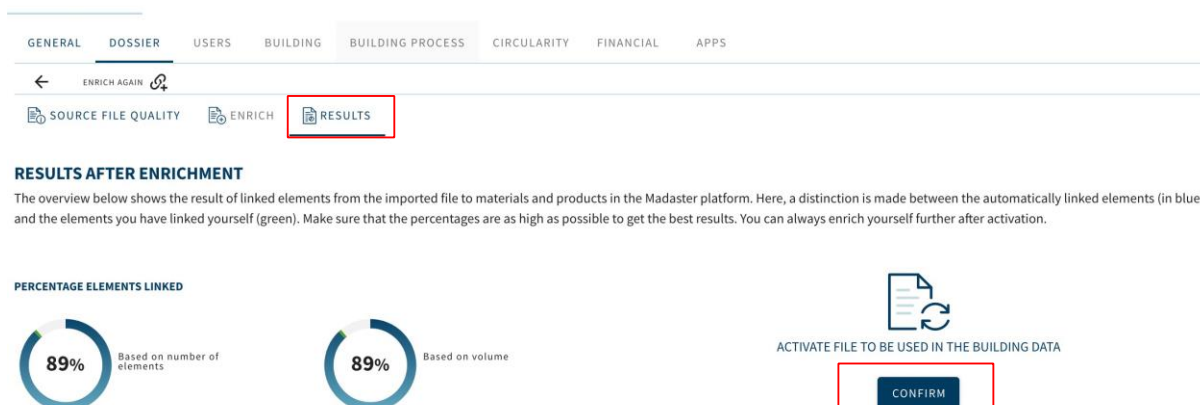 GENERAL DOSSIER USERS BUILDING BUILDING PROCESS CIRCULARITY FINANCIAL APPS
ENRICH AGAIN
SOURCE FILE QUALITY ENRICH RESULTS
RESULTS AFTER ENRICHMENT
The overview below shows the result of linked elements from the imported file to materials and products in the Madaster platform. Here, a distinction is made between the automatically linked elements (in blue
and the elements you have linked yourself (green). Make sure that the percentages are as high as possible to get the best results. You can always enrich yourself further after activation.
PERCENTAGE ELEMENTS LINKED
89% Based on number of
elements
89% Based on volume
ACTIVATE FILE TO BE USED IN THE BUILDING DATA
CONFIRM